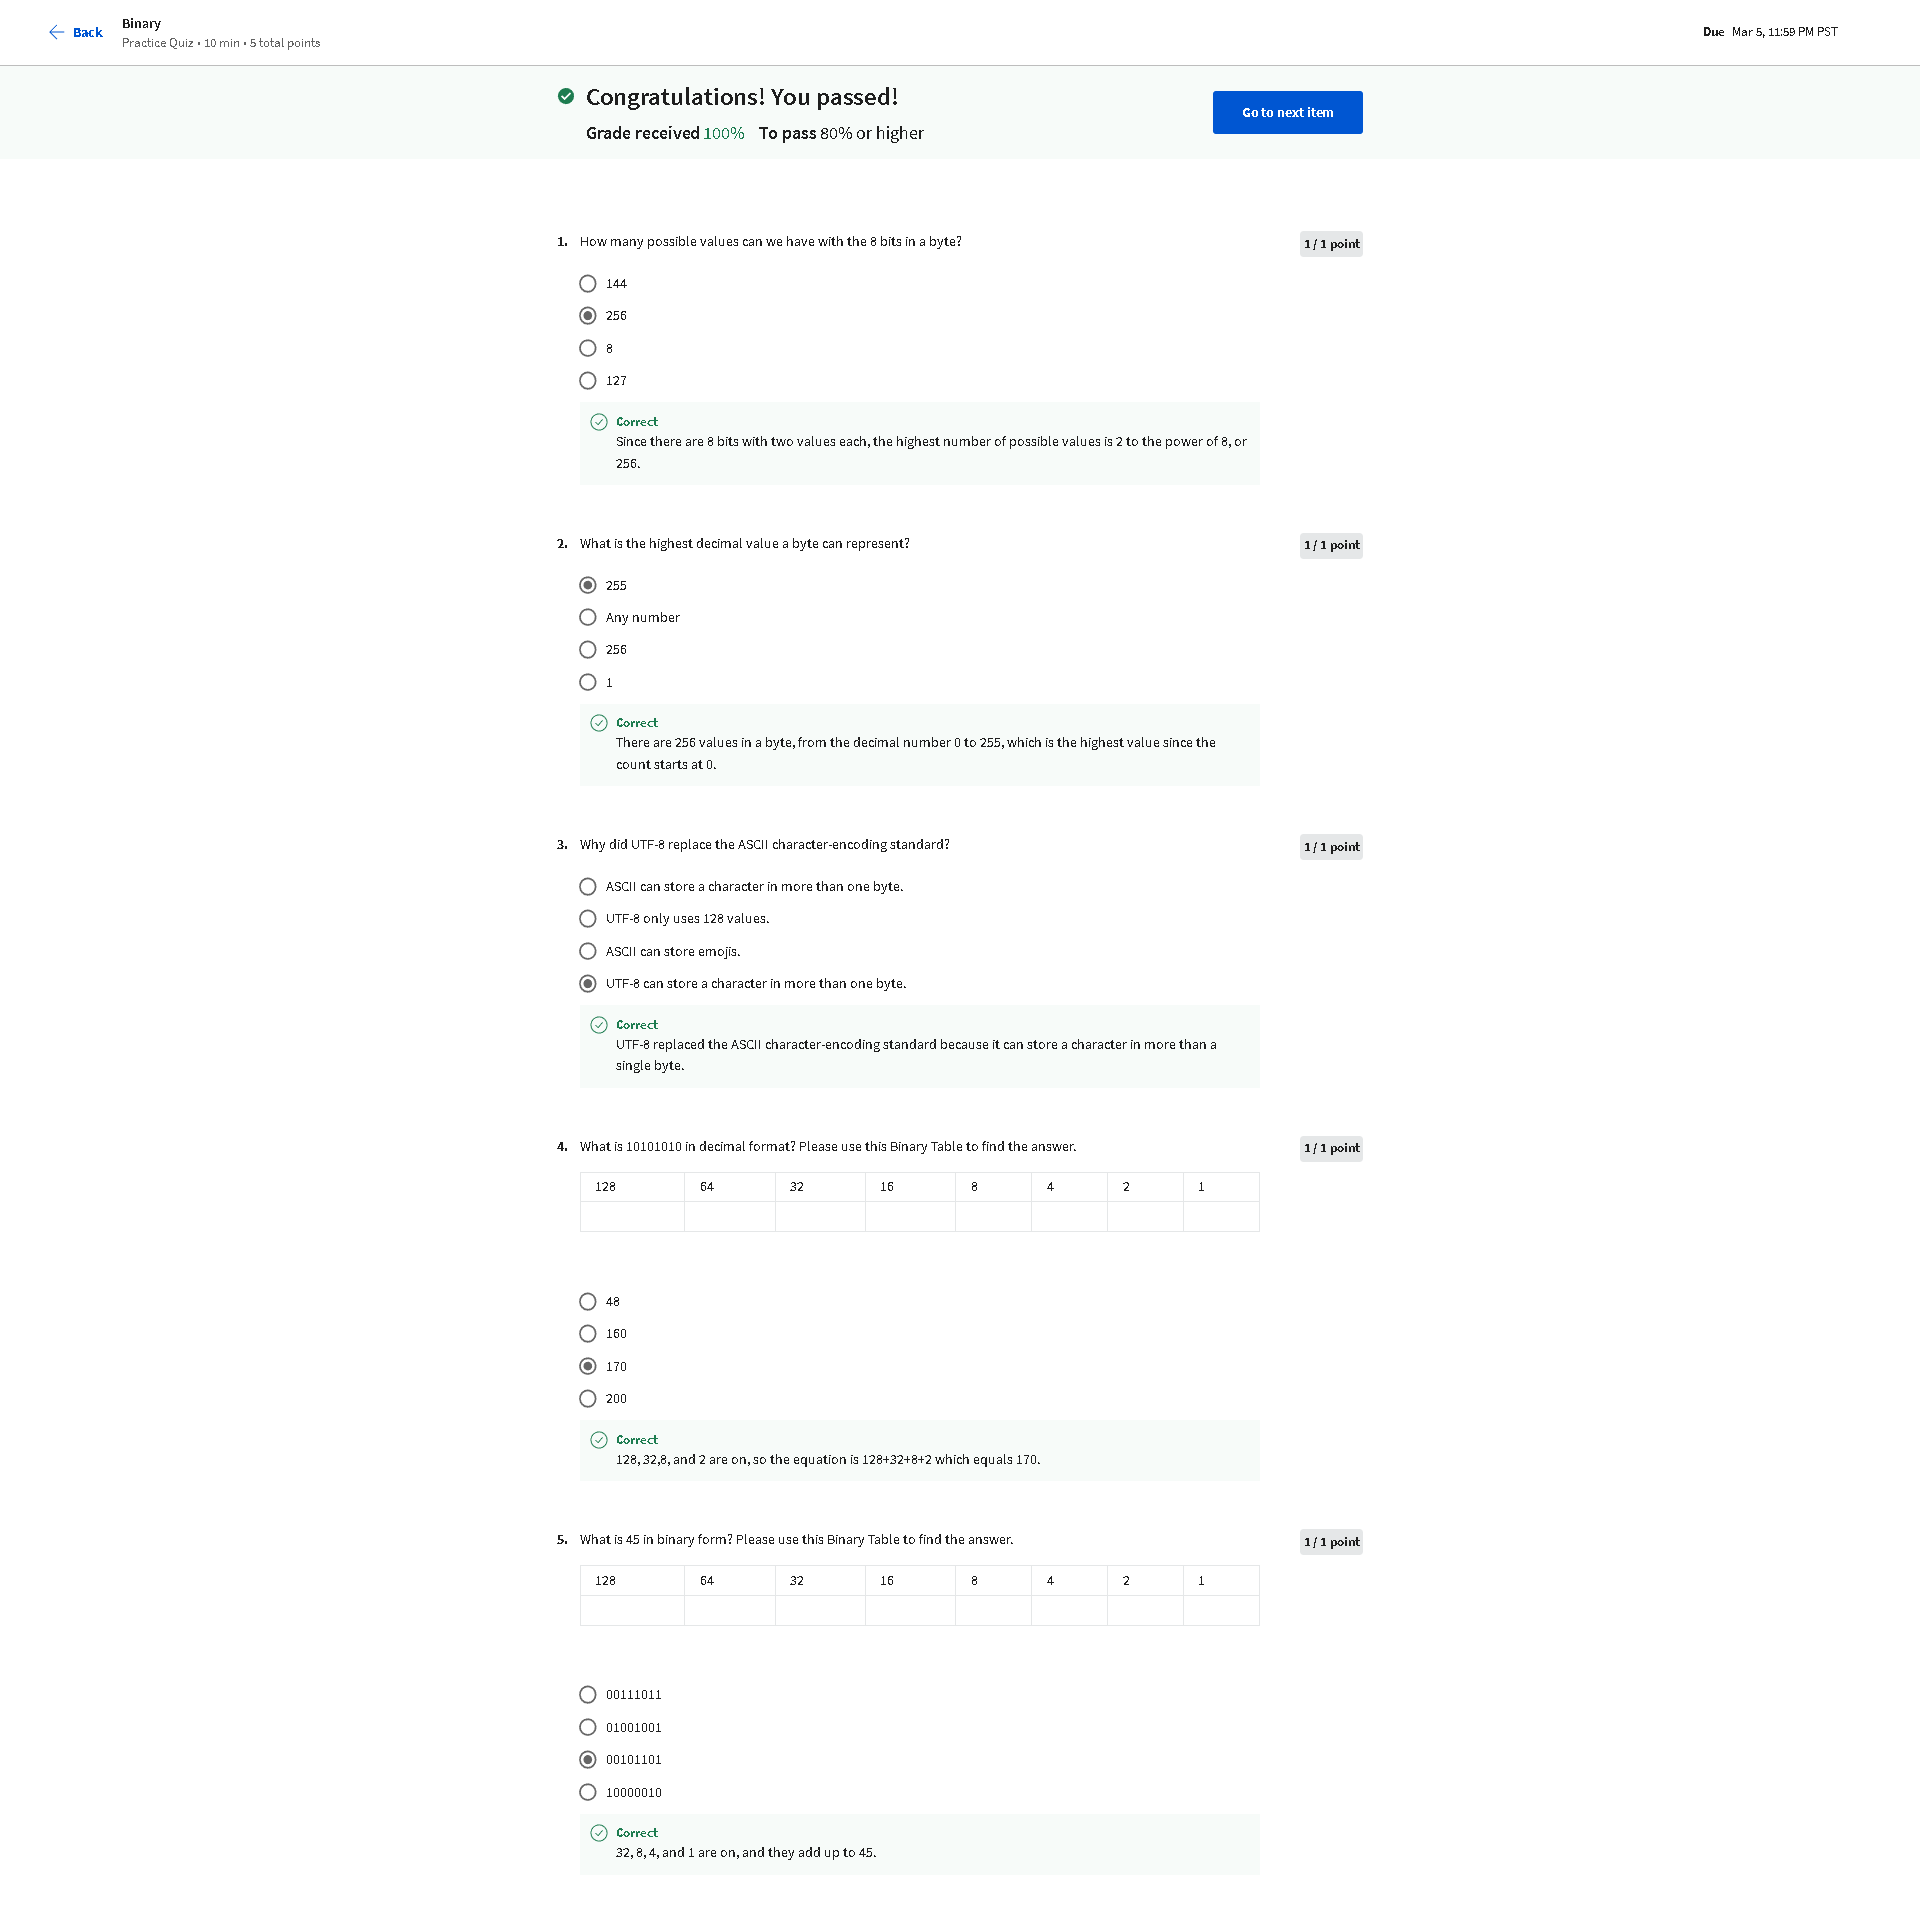 Back
Binary
Practice Quiz • 10 min • 5 total points
Due Mar 5, 11:59 PM PST
Congratulations! You passed!
Grade received 100% To pass 80% or higher
Go to next item
1. How many possible values can we have with the 8 bits in a byte?
1 / 1 point
144
256
8
127
Correct
Since there are 8 bits with two values each, the highest number of possible values is 2 to the power of 8, or
256.
2. What is the highest decimal value a byte can represent?
1 / 1 point
255
Any number
256
1
Correct
There are 256 values in a byte, from the decimal number 0 to 255, which is the highest value since the
count starts at 0.
3. Why did UTF-8 replace the ASCII character-encoding standard?
1 / 1 point
ASCII can store a character in more than one byte.
UTF-8 only uses 128 values.
ASCII can store emojis.
UTF-8 can store a character in more than one byte.
Correct
UTF-8 replaced the ASCII character-encoding standard because it can store a character in more than a
single byte.
4. What is 10101010 in decimal format? Please use this Binary Table to find the answer.
1 / 1 point
128 64 32 16 8 4 2 1
48
160
170
200
Correct
128, 32,8, and 2 are on, so the equation is 128+32+8+2 which equals 170.
5. What is 45 in binary form? Please use this Binary Table to find the answer.
1 / 1 point
128 64 32 16 8 4 2 1
00111011
01001001
00101101
10000010
Correct
32, 8, 4, and 1 are on, and they add up to 45.